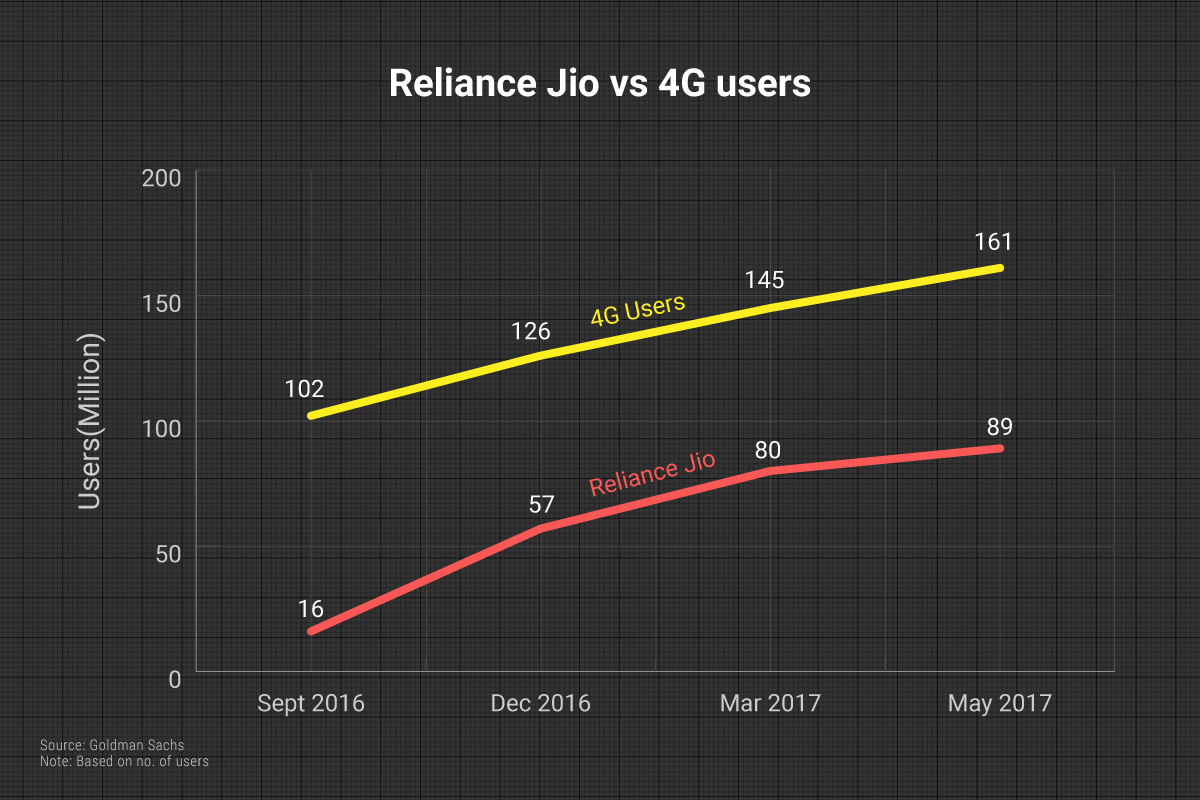 Reliance Jio vs 4G users
200
150
100
50
0
Users(Million)
102
126
4G Users
145
161
16
57
Reliance Jio
80
89
Sept 2016
Dec 2016
Mar 2017
May 2017
Source: Goldman Sachs
Note: Based on no. of users